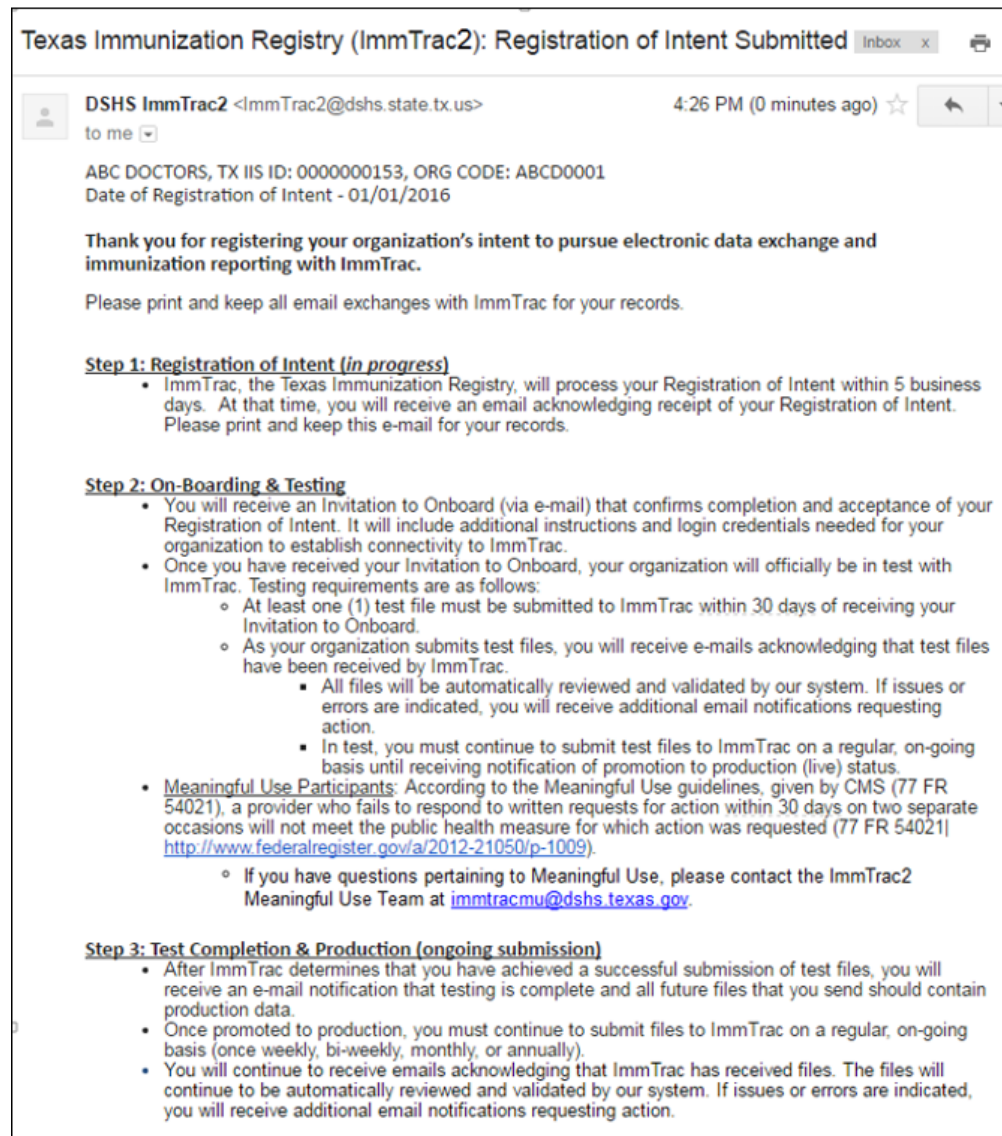 Texas Immunization Registry (ImmTrac2): Registration of Intent Submitted Inbox x
DSHS ImmTrac2 <ImmTrac2@dshs.state.tx.us> 4:26 PM (0 minutes ago)
to me
ABC DOCTORS, TX IIS ID: 0000000153, ORG CODE: ABCD0001
Date of Registration of Intent - 01/01/2016
Thank you for registering your organization's intent to pursue electronic data exchange and
immunization reporting with ImmTrac.
Please print and keep all email exchanges with ImmTrac for your records.
Step 1: Registration of Intent (in progress)
• ImmTrac, the Texas Immunization Registry, will process your Registration of Intent within 5 business
days. At that time, you will receive an email acknowledging receipt of your Registration of Intent.
Please print and keep this e-mail for your records.
Step 2: On-Boarding & Testing
• You will receive an Invitation to Onboard (via e-mail) that confirms completion and acceptance of your
Registration of Intent. It will include additional instructions and login credentials needed for your
organization to establish connectivity to ImmTrac.
• Once you have received your Invitation to Onboard, your organization will officially be in test with
ImmTrac. Testing requirements are as follows:
◦ At least one (1) test file must be submitted to ImmTrac within 30 days of receiving your
Invitation to Onboard.
◦ As your organization submits test files, you will receive e-mails acknowledging that test files
have been received by ImmTrac.
▪ All files will be automatically reviewed and validated by our system. If issues or
errors are indicated, you will receive additional email notifications requesting
action.
▪ In test, you must continue to submit test files to ImmTrac on a regular, on-going
basis until receiving notification of promotion to production (live) status.
• Meaningful Use Participants: According to the Meaningful Use guidelines, given by CMS (77 FR
54021), a provider who fails to respond to written requests for action within 30 days on two separate
occasions will not meet the public health measure for which action was requested (77 FR 54021|
http://www.federalregister.gov/a/2012-21050/p-1009).
◦ If you have questions pertaining to Meaningful Use, please contact the ImmTrac2
Meaningful Use Team at immtracmu@dshs.texas.gov.
Step 3: Test Completion & Production (ongoing submission)
• After ImmTrac determines that you have achieved a successful submission of test files, you will
receive an e-mail notification that testing is complete and all future files that you send should contain
production data.
• Once promoted to production, you must continue to submit files to ImmTrac on a regular, on-going
basis (once weekly, bi-weekly, monthly, or annually).
• You will continue to receive emails acknowledging that ImmTrac has received files. The files will
continue to be automatically reviewed and validated by our system. If issues or errors are indicated,
you will receive additional email notifications requesting action.